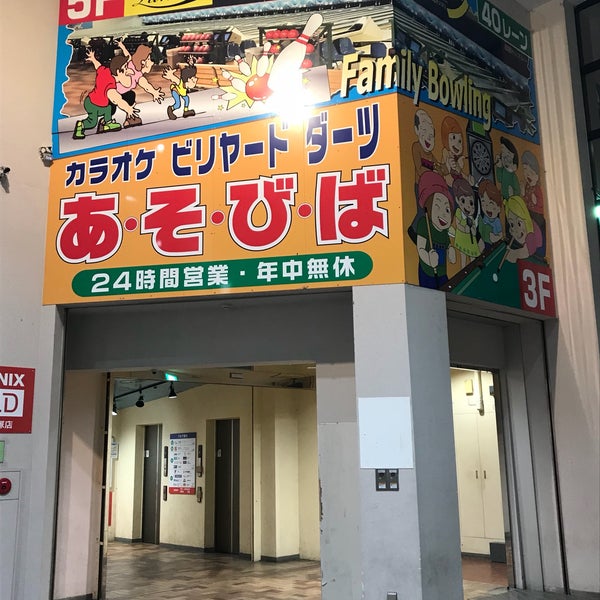 5F
40レーン
Family Bowling
カラオケ ビリヤード ダーツ
あ・そ・び・ば
24時間営業・年中無休
3F